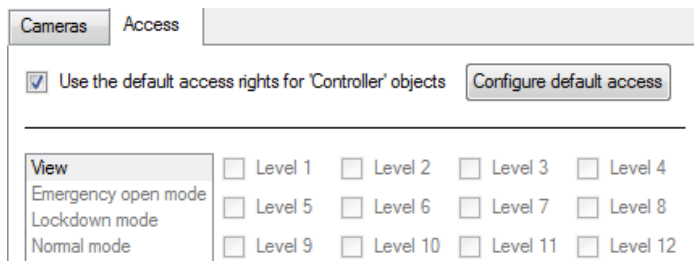 Cameras Access
Use the default access rights for 'Controller' objects Configure default access
View Level 1 Level 2 Level 3 Level 4
Emergency open mode
Lockdown mode Level 5 Level 6 Level 7 Level 8
Normal mode Level 9 Level 10 Level 11 Level 12